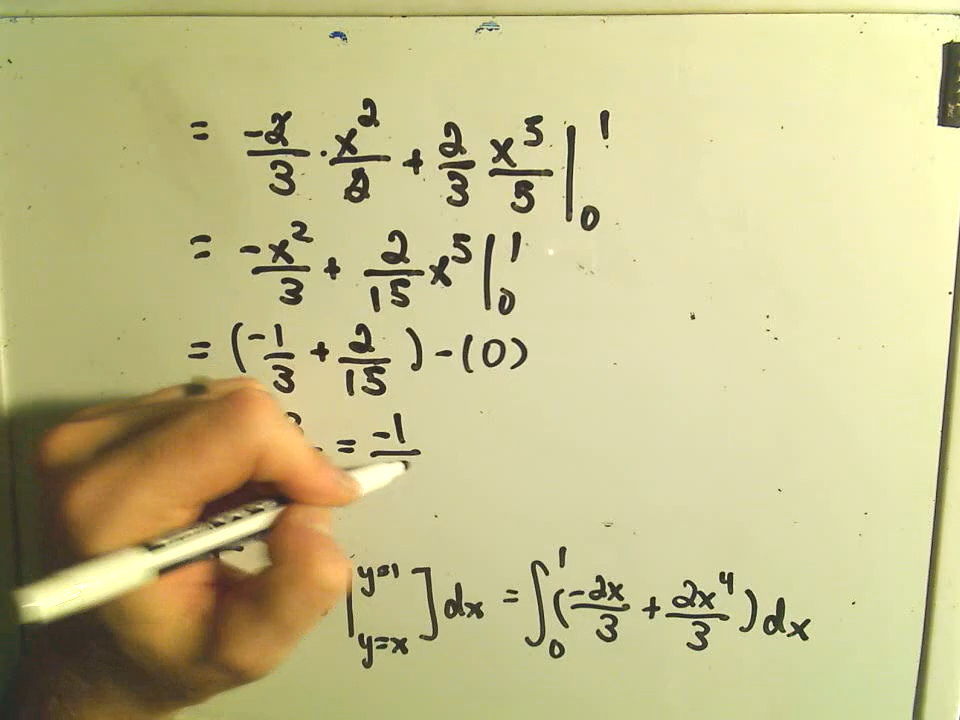 = -2x/3 · x^2/2 + 2/3 x^5/5 |_0^1
= -x^2/3 + 2/15 x^5 |_0^1
= (-1/3 + 2/15) - (0)
= -1/
[y=1 y=x] dx = ∫_0^1 (-2x/3 + 2x^4/3) dx